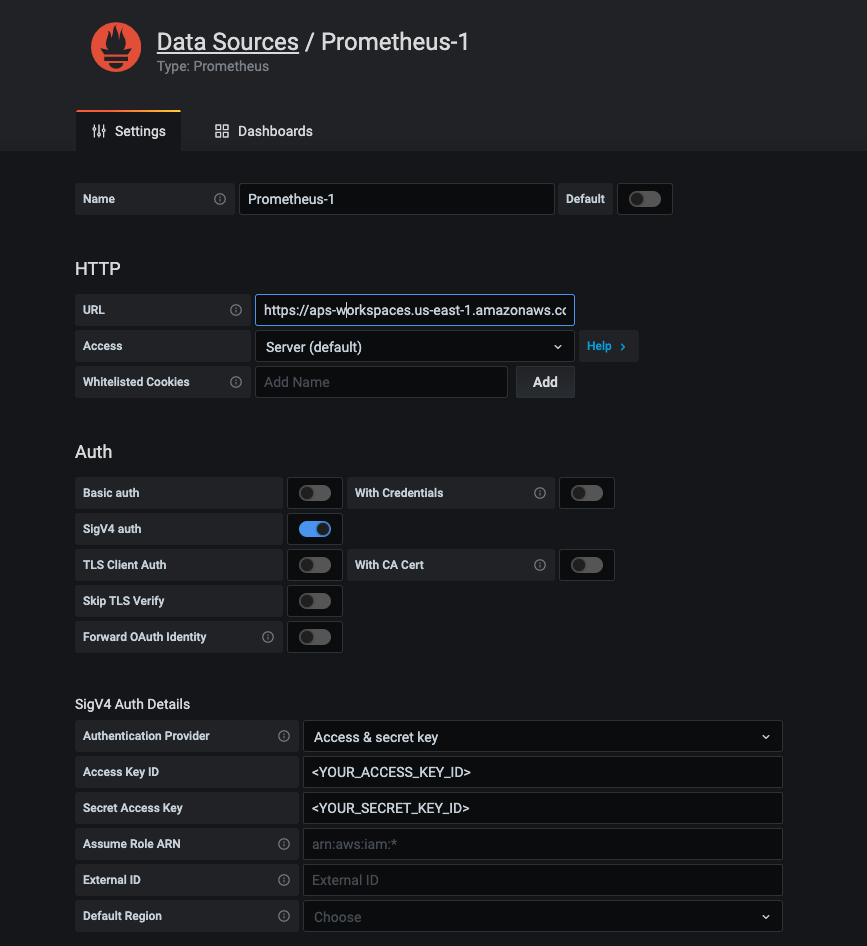 Data Sources / Prometheus-1
Type: Prometheus
Settings
Dashboards
Name
Prometheus-1
Default
HTTP
URL
https://aps-workspaces.us-east-1.amazonaws.co
Access
Server (default)
Help
Whitelisted Cookies
Add Name
Add
Auth
Basic auth
With Credentials
SigV4 auth
TLS Client Auth
With CA Cert
Skip TLS Verify
Forward OAuth Identity
SigV4 Auth Details
Authentication Provider
Access & secret key
Access Key ID
<YOUR_ACCESS_KEY_ID>
Secret Access Key
<YOUR_SECRET_KEY_ID>
Assume Role ARN
arn:aws:iam:*
External ID
External ID
Default Region
Choose